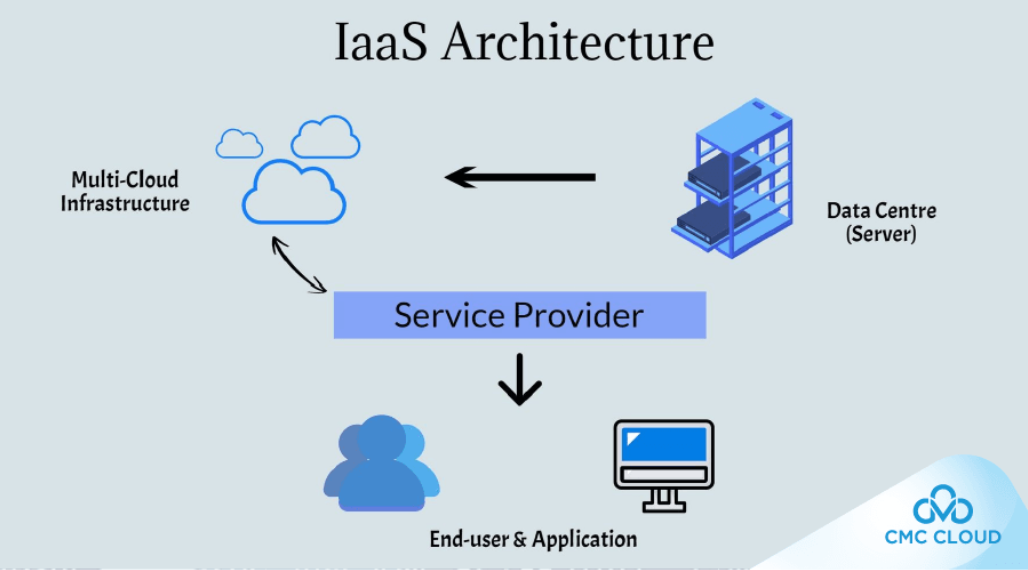 IaaS Architecture
Multi-Cloud
Infrastructure
Data Centre
(Server)
Service Provider
End-user & Application
CMC CLOUD